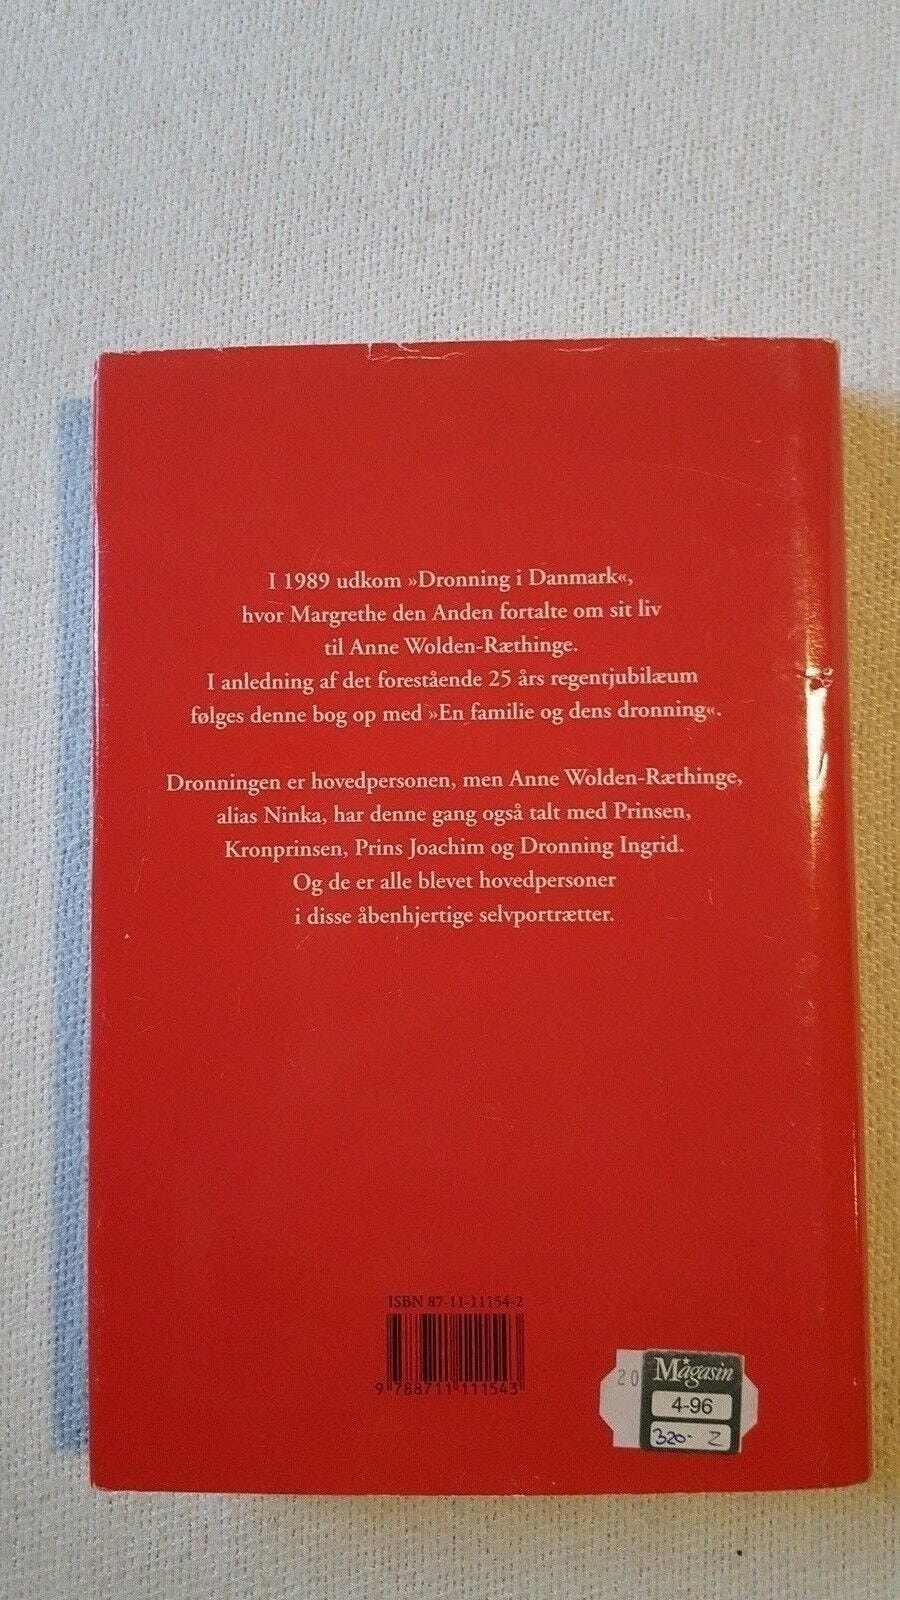 I 1989 udkom »Dronning i Danmark«,
hvor Margrethe den Anden fortalte om sit liv
til Anne Wolden-Ræthinge.
I anledning af det forestående 25 års regentjubilæum
følges denne bog op med »En familie og dens dronning«.
Dronningen er hovedpersonen, men Anne Wolden-Ræthinge,
alias Ninka, har denne gang også talt med Prinsen,
Kronprinsen, Prins Joachim og Dronning Ingrid.
Og de er alle blevet hovedpersoner
i disse åbenhjertige selvportrætter.
ISBN 87-11-11154-2
9 788711 111543
20
Magasin
4-96
320- Z